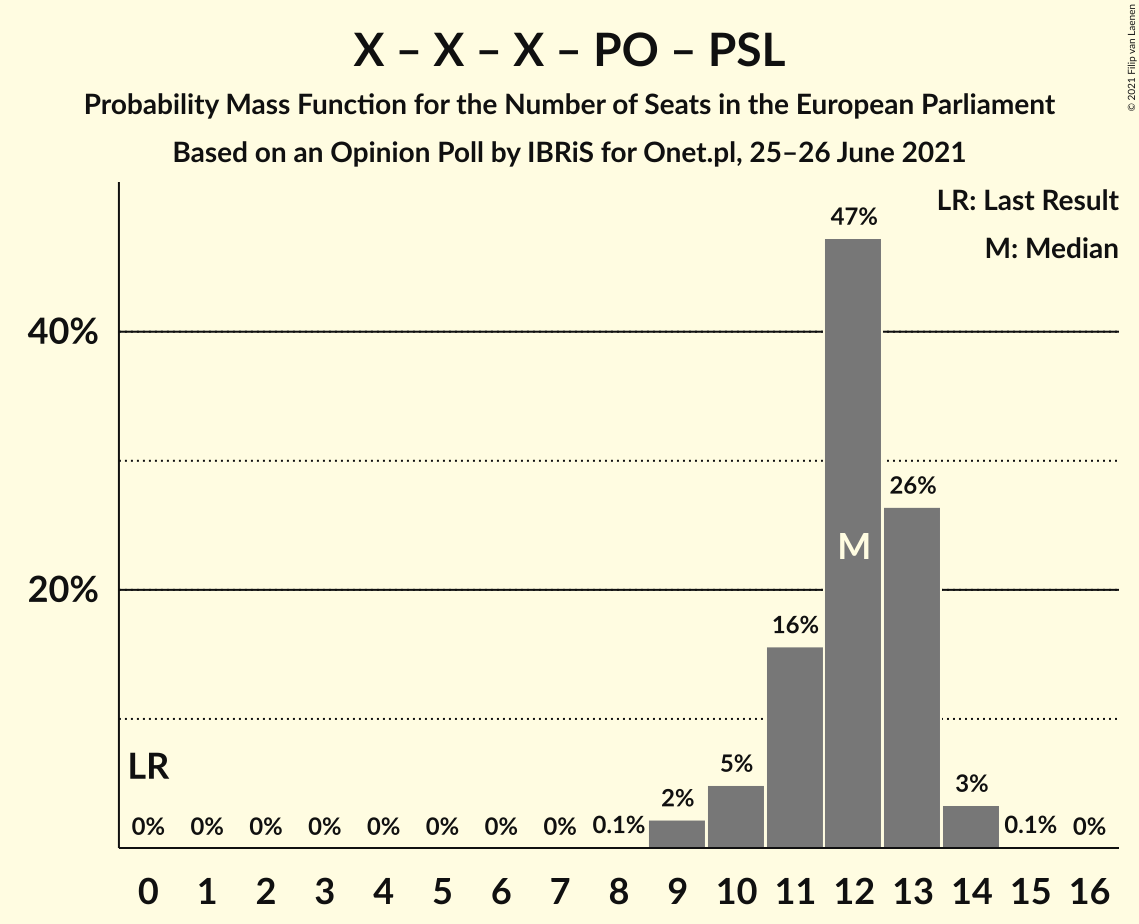 X – X – X – PO – PSL
Probability Mass Function for the Number of Seats in the European Parliament
Based on an Opinion Poll by IBRiS for Onet.pl, 25–26 June 2021
© 2021 Filip van Laenen
LR: Last Result
M: Median
47%
40%
26%
M
20%
16%
LR
5%
2%
3%
0% 0% 0% 0% 0% 0% 0% 0% 0.1% 0.1% 0%
0 1 2 3 4 5 6 7 8 9 10 11 12 13 14 15 16